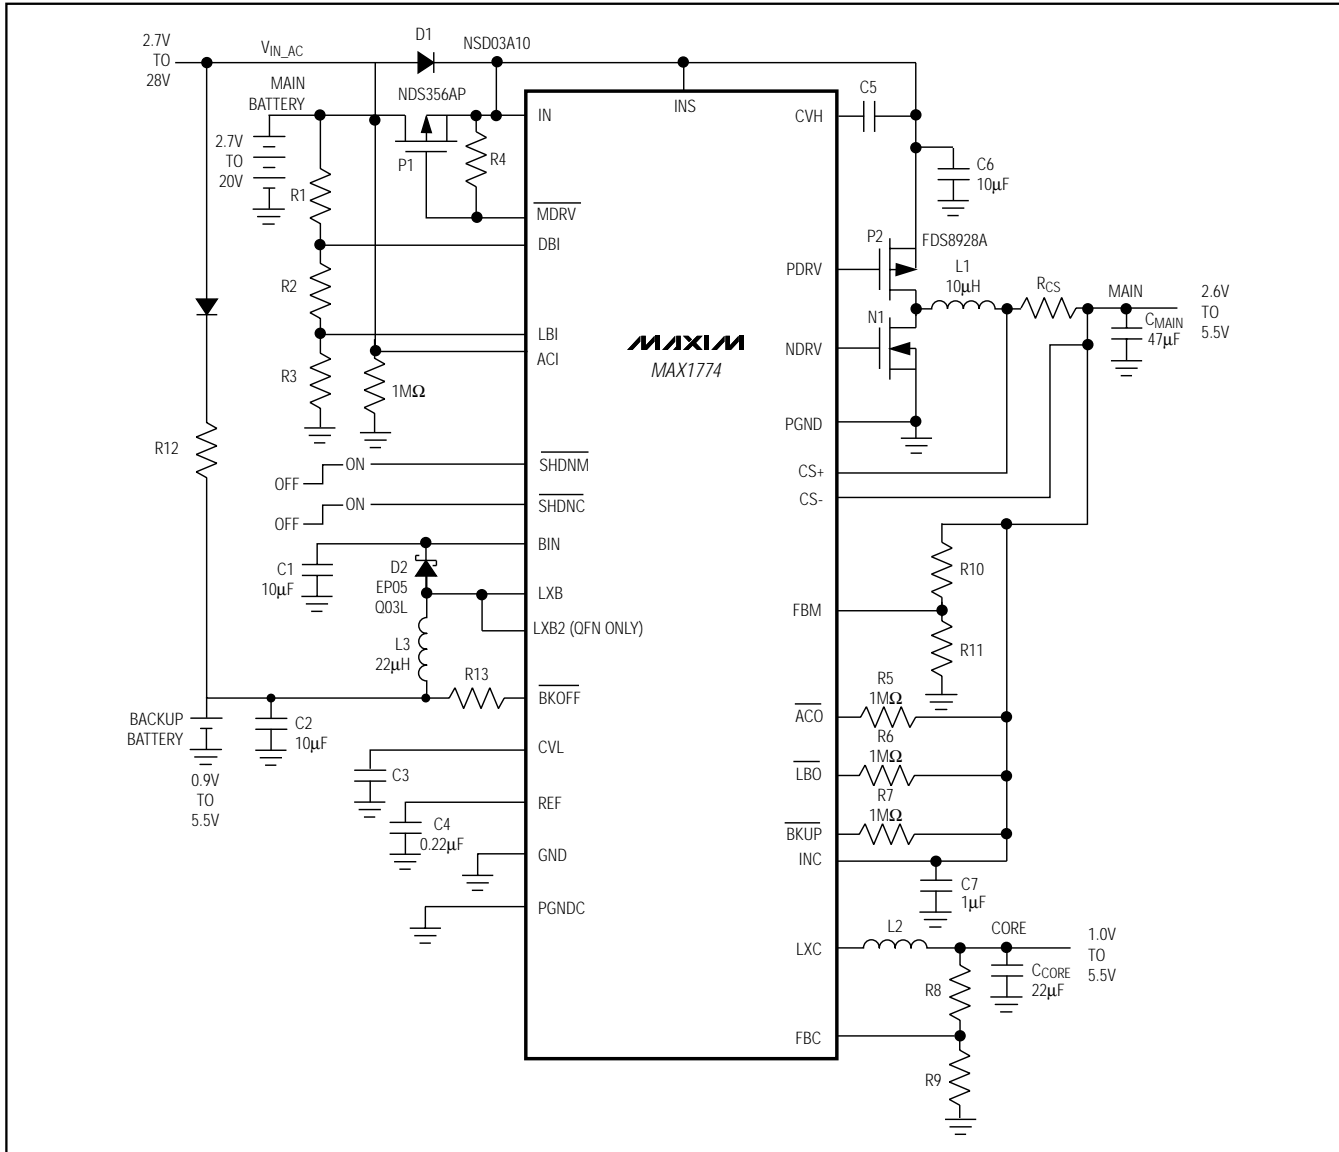 2.7V
TO
28V
VIN_AC
D1
NSD03A10
MAIN
BATTERY
NDS356AP
2.7V
TO
20V
P1
R4
R1
R2
R3
1MΩ
R12
OFF
ON
OFF
ON
C1
10µF
D2
EP05
Q03L
L3
22µH
R13
BACKUP
BATTERY
0.9V
TO
5.5V
C2
10µF
C3
C4
0.22µF
INS
IN
MDRV
DBI
LBI
ACI
SHDNM
SHDNC
BIN
LXB
LXB2 (QFN ONLY)
BKOFF
CVL
REF
GND
PGNDC
MAXIM
MAX1774
CVH
PDRV
NDRV
PGND
CS+
CS-
FBM
ACO
LBO
BKUP
INC
LXC
FBC
C5
C6
10µF
P2
FDS8928A
L1
10µH
RCS
MAIN
2.6V
TO
5.5V
N1
CMAIN
47µF
R10
R11
R5
1MΩ
R6
1MΩ
R7
1MΩ
C7
1µF
L2
CORE
1.0V
TO
5.5V
CCORE
22µF
R8
R9